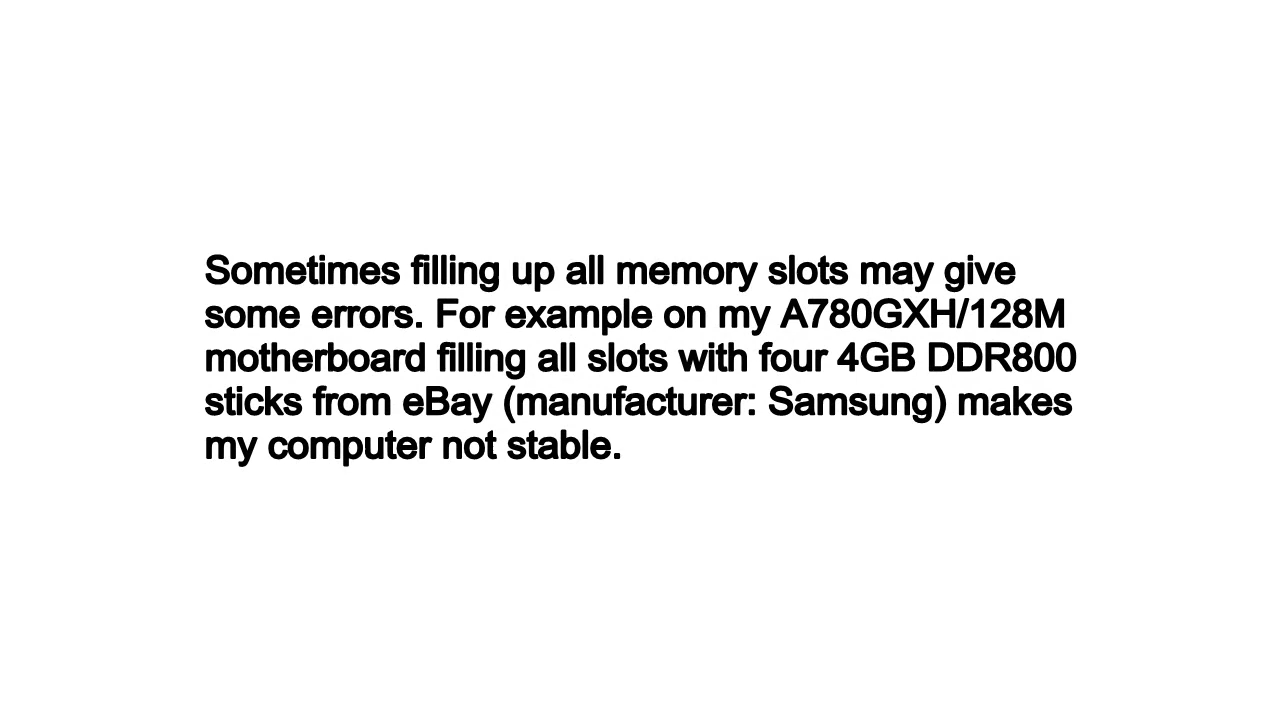 Sometimes filling up all memory slots may give
some errors. For example on my A780GXH/128M
motherboard filling all slots with four 4GB DDR800
sticks from eBay (manufacturer: Samsung) makes
my computer not stable.